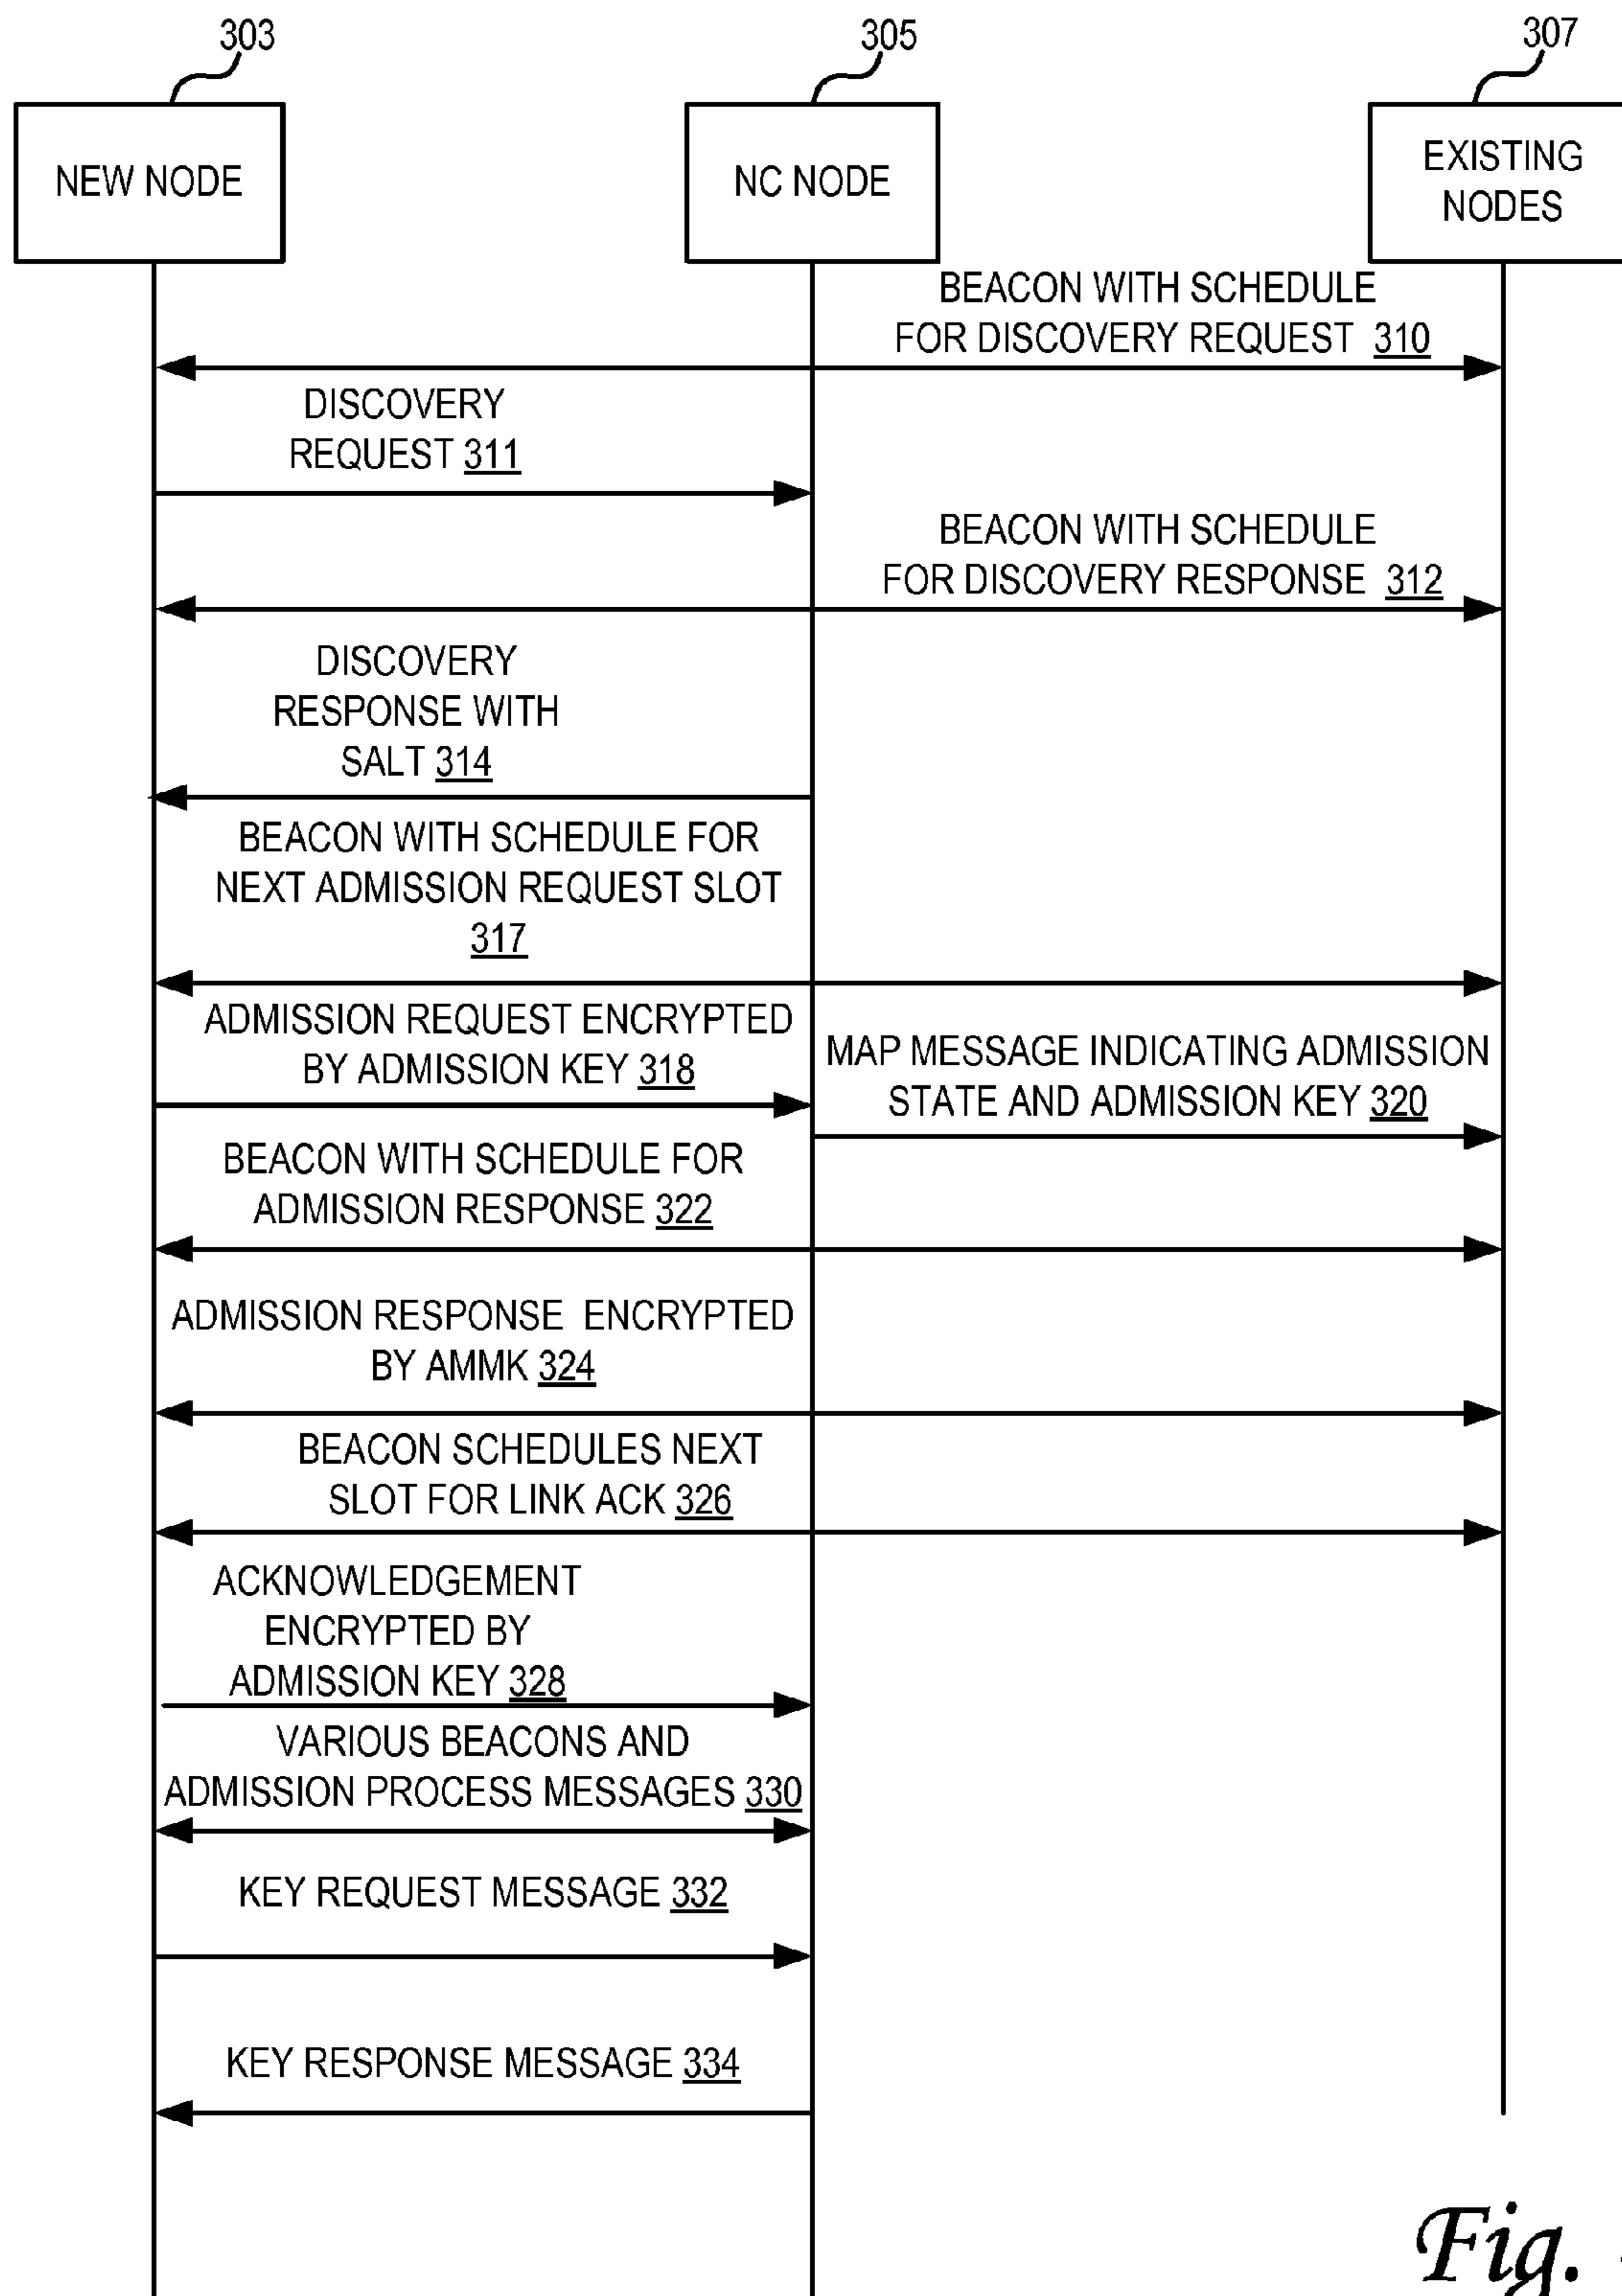 303
305
307
NEW NODE
NC NODE
EXISTING
NODES
BEACON WITH SCHEDULE
FOR DISCOVERY REQUEST 310
DISCOVERY
REQUEST 311
BEACON WITH SCHEDULE
FOR DISCOVERY RESPONSE 312
DISCOVERY
RESPONSE WITH
SALT 314
BEACON WITH SCHEDULE FOR
NEXT ADMISSION REQUEST SLOT
317
ADMISSION REQUEST ENCRYPTED
BY ADMISSION KEY 318
MAP MESSAGE INDICATING ADMISSION
STATE AND ADMISSION KEY 320
BEACON WITH SCHEDULE FOR
ADMISSION RESPONSE 322
ADMISSION RESPONSE ENCRYPTED
BY AMMK 324
BEACON SCHEDULES NEXT
SLOT FOR LINK ACK 326
ACKNOWLEDGEMENT
ENCRYPTED BY
ADMISSION KEY 328
VARIOUS BEACONS AND
ADMISSION PROCESS MESSAGES 330
KEY REQUEST MESSAGE 332
KEY RESPONSE MESSAGE 334
Fig.